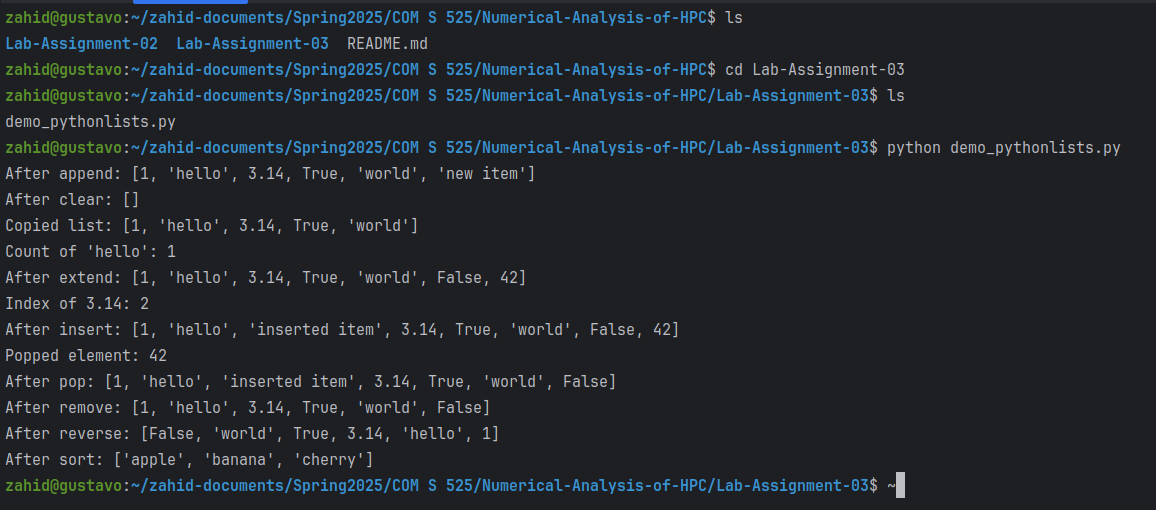 zahid@gustavo:~/zahid-documents/Spring2025/COM S 525/Numerical-Analysis-of-HPC$ ls
Lab-Assignment-02  Lab-Assignment-03  README.md
zahid@gustavo:~/zahid-documents/Spring2025/COM S 525/Numerical-Analysis-of-HPC$ cd Lab-Assignment-03
zahid@gustavo:~/zahid-documents/Spring2025/COM S 525/Numerical-Analysis-of-HPC/Lab-Assignment-03$ ls
demo_pythonlists.py
zahid@gustavo:~/zahid-documents/Spring2025/COM S 525/Numerical-Analysis-of-HPC/Lab-Assignment-03$ python demo_pythonlists.py
After append: [1, 'hello', 3.14, True, 'world', 'new item']
After clear: []
Copied list: [1, 'hello', 3.14, True, 'world']
Count of 'hello': 1
After extend: [1, 'hello', 3.14, True, 'world', False, 42]
Index of 3.14: 2
After insert: [1, 'hello', 'inserted item', 3.14, True, 'world', False, 42]
Popped element: 42
After pop: [1, 'hello', 'inserted item', 3.14, True, 'world', False]
After remove: [1, 'hello', 3.14, True, 'world', False]
After reverse: [False, 'world', True, 3.14, 'hello', 1]
After sort: ['apple', 'banana', 'cherry']
zahid@gustavo:~/zahid-documents/Spring2025/COM S 525/Numerical-Analysis-of-HPC/Lab-Assignment-03$ ~